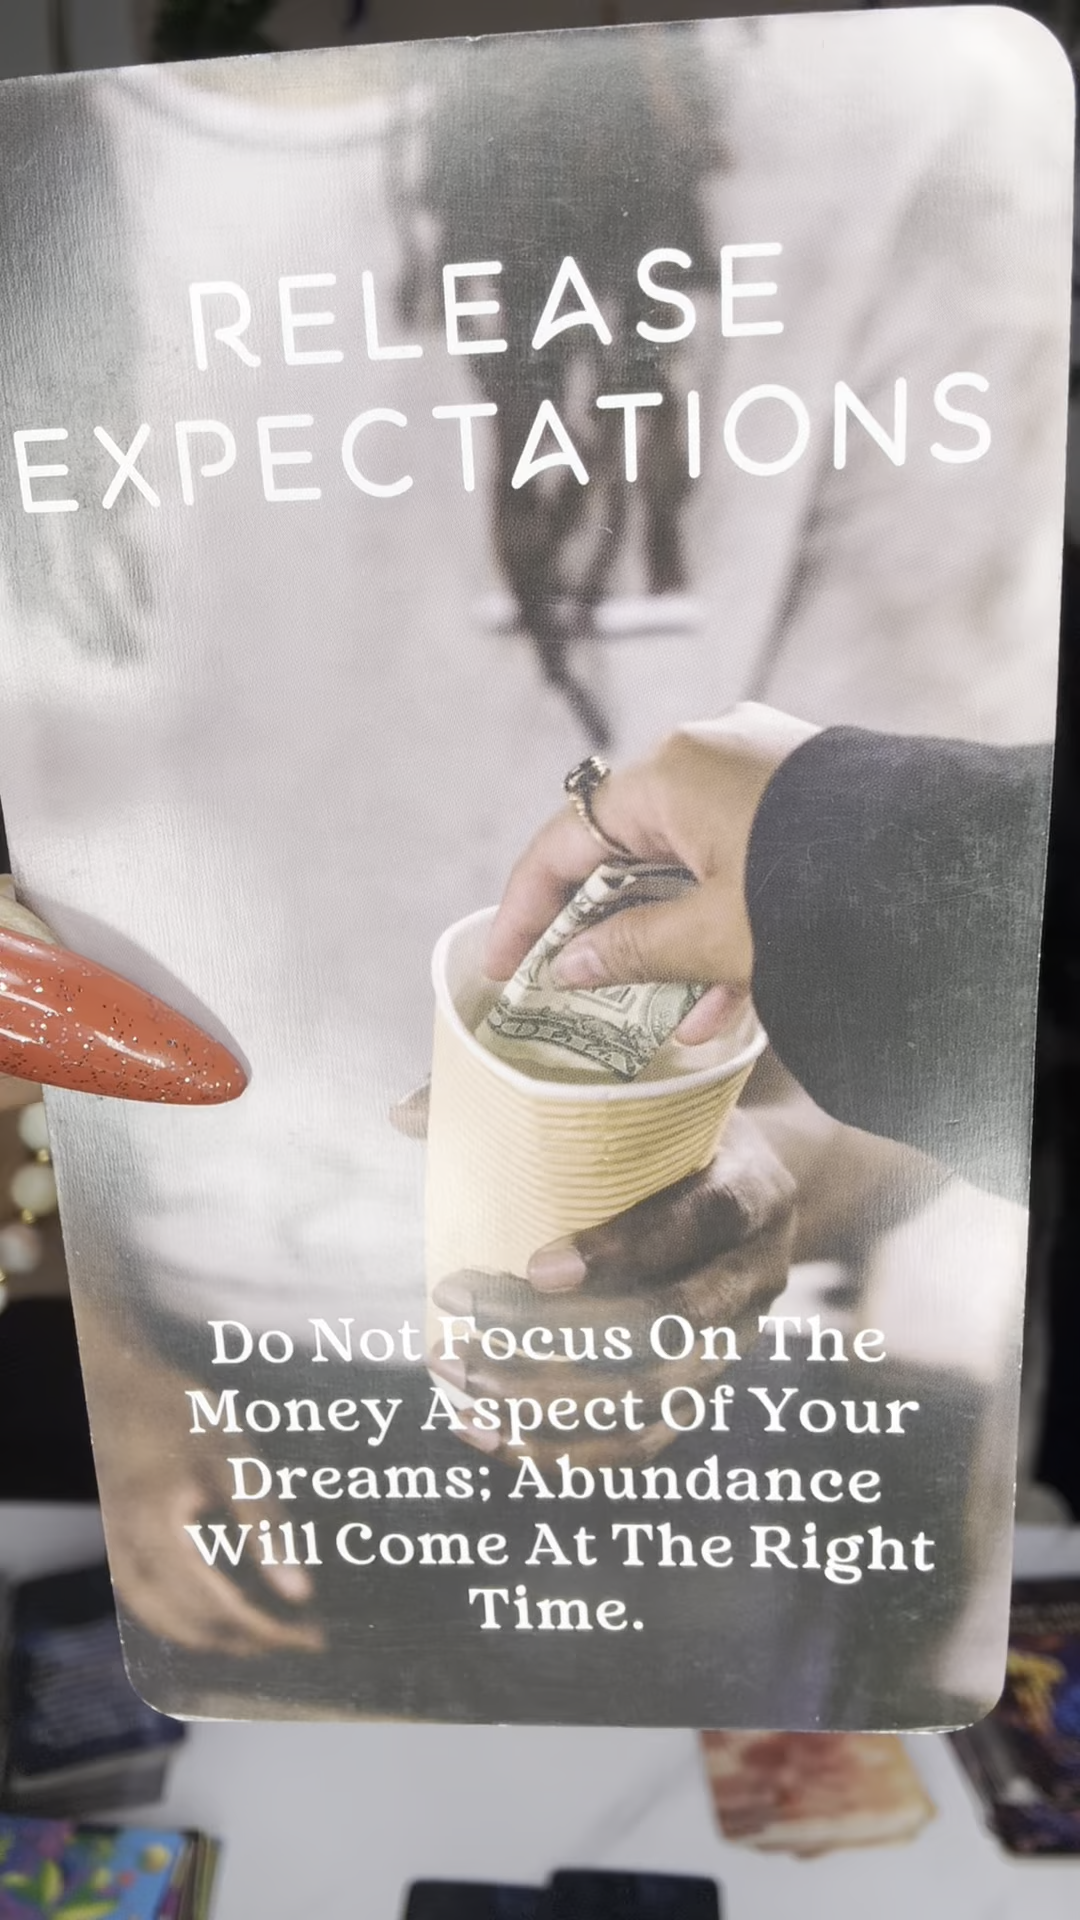 RELEASE
EXPECTATIONS
Do Not Focus On The
Money Aspect Of Your
Dreams; Abundance
Will Come At The Right
Time.